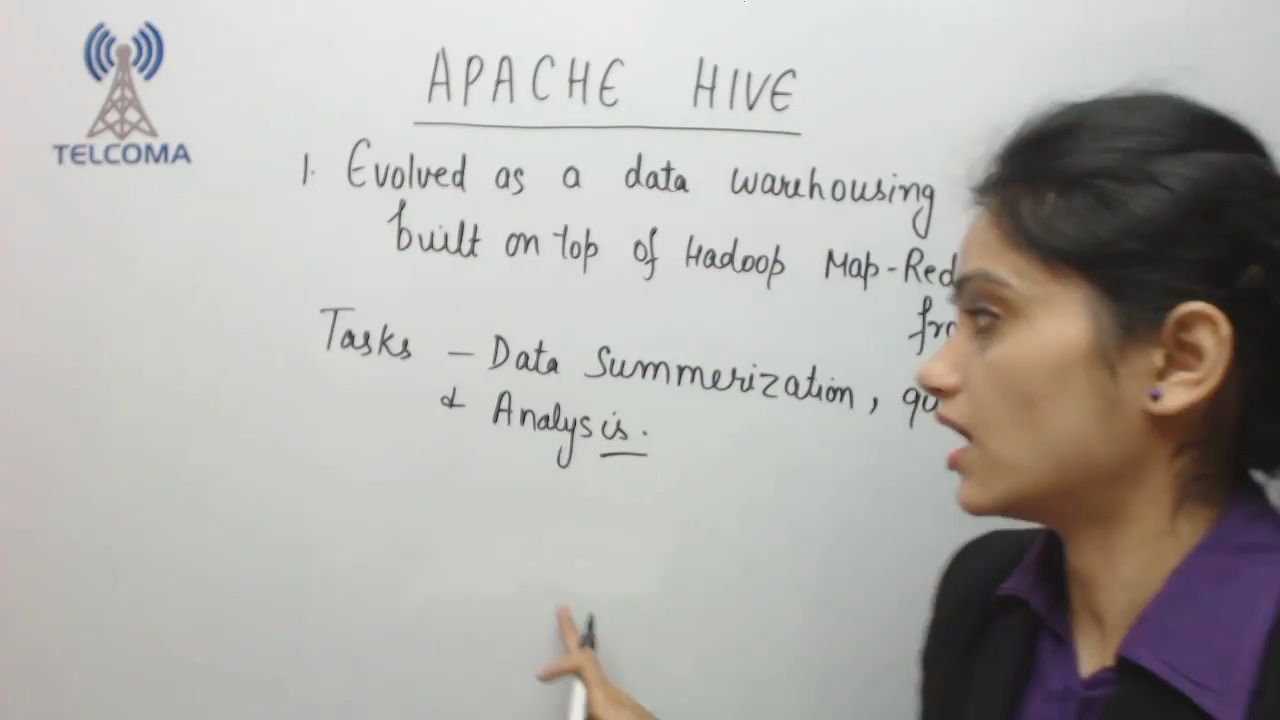 TELCOMA
APACHE HIVE
1. Evolved as a data warehousing
built on top of Hadoop Map-Red
Tasks - Data Summerization,
& Analysis.